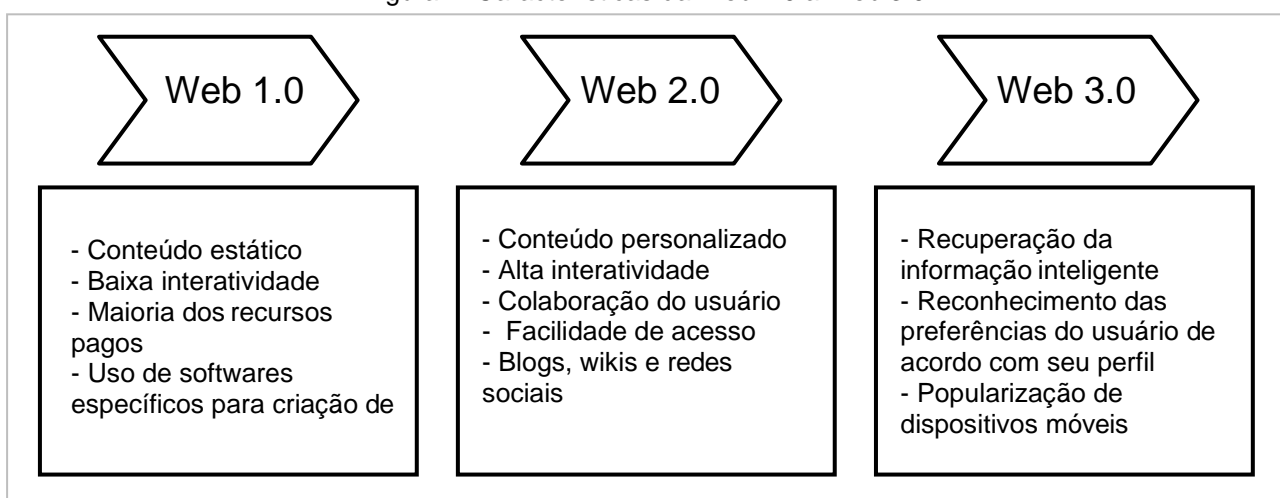 Web 1.0
- Conteúdo estático
- Baixa interatividade
- Maioria dos recursos
pagos
- Uso de softwares
específicos para criação de
Web 2.0
- Conteúdo personalizado
- Alta interatividade
- Colaboração do usuário
- Facilidade de acesso
- Blogs, wikis e redes
sociais
Web 3.0
- Recuperação da
informação inteligente
- Reconhecimento das
preferências do usuário de
acordo com seu perfil
- Popularização de
dispositivos móveis